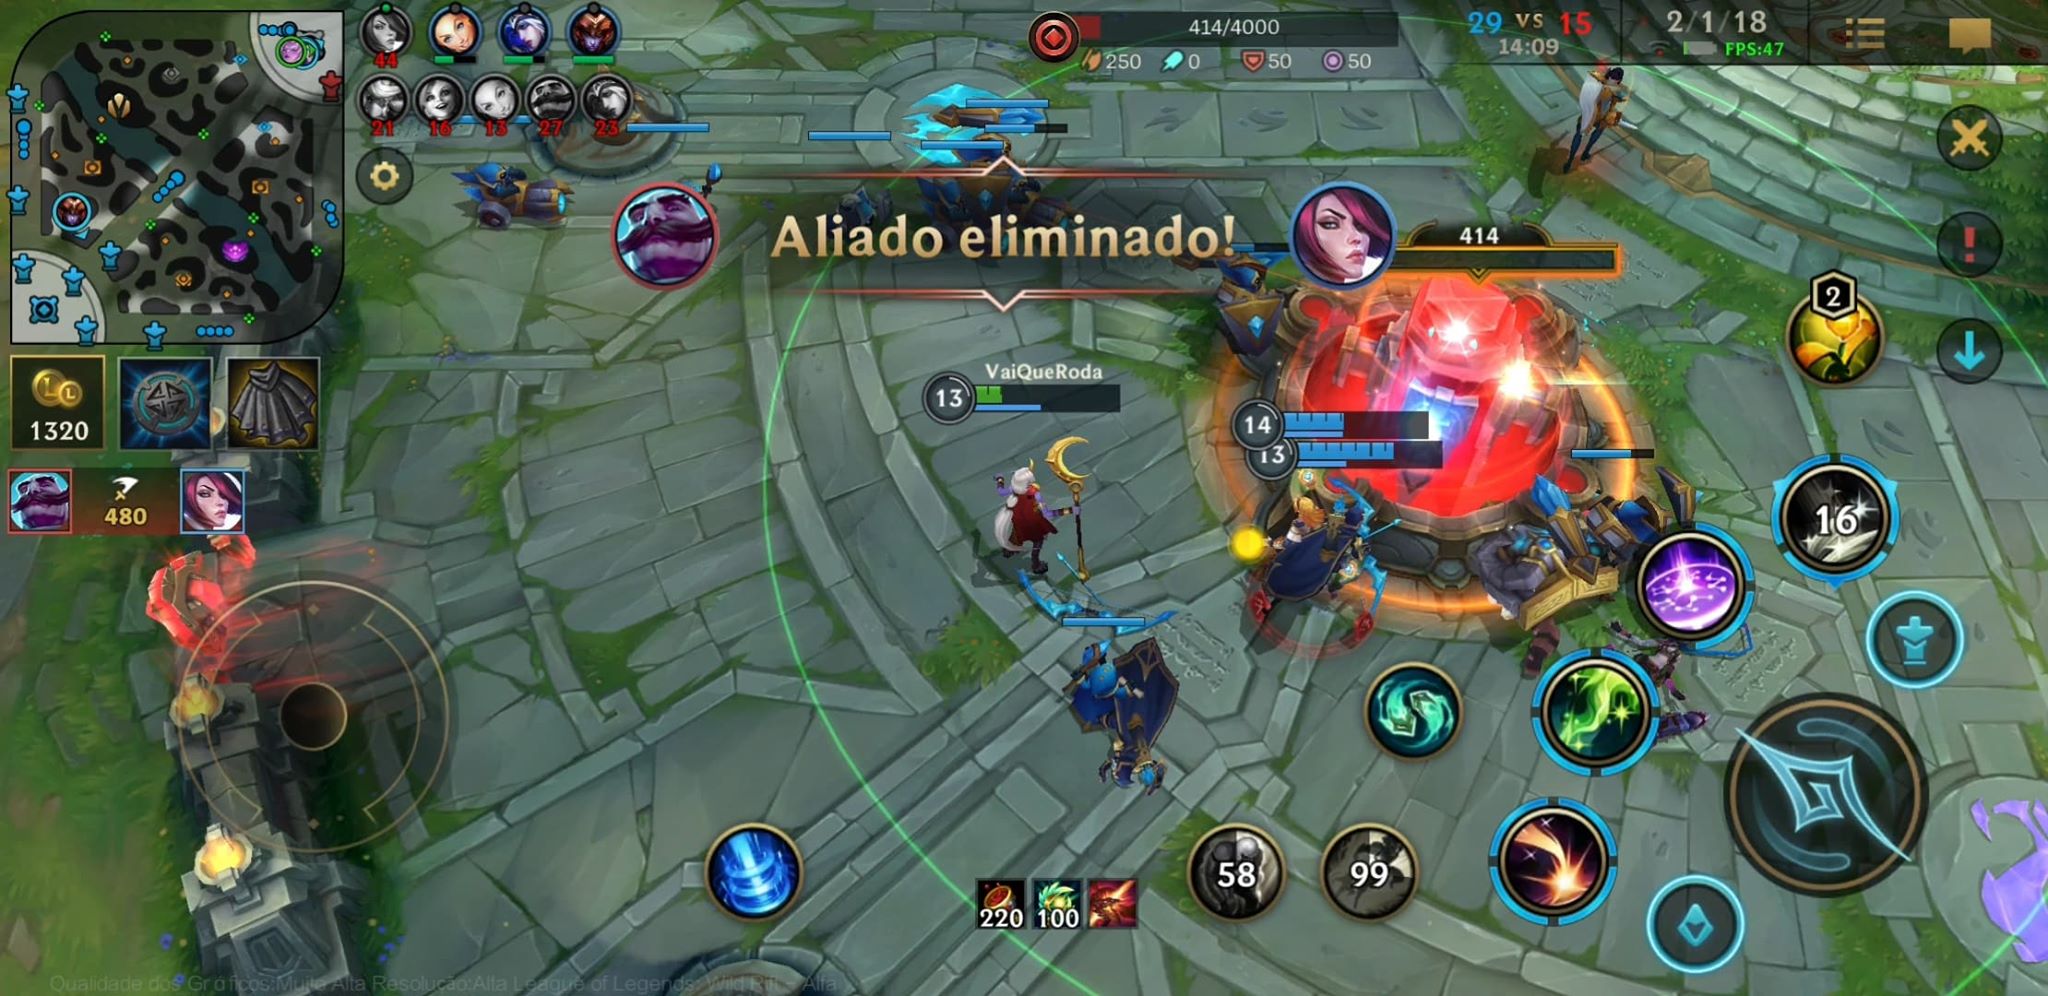 414/4000
250 0 50 50
29 VS 15
14:09
2/1/18
FPS:47
44
21 16 13 27 23
Aliado eliminado!
414
2
VaiQueRoda
13
14
13
1320
480
16
58
99
220 100
Qualidade dos Gráficos:Muito Alta Resolução:Alta League of Legends: Wild Rift - Alfa